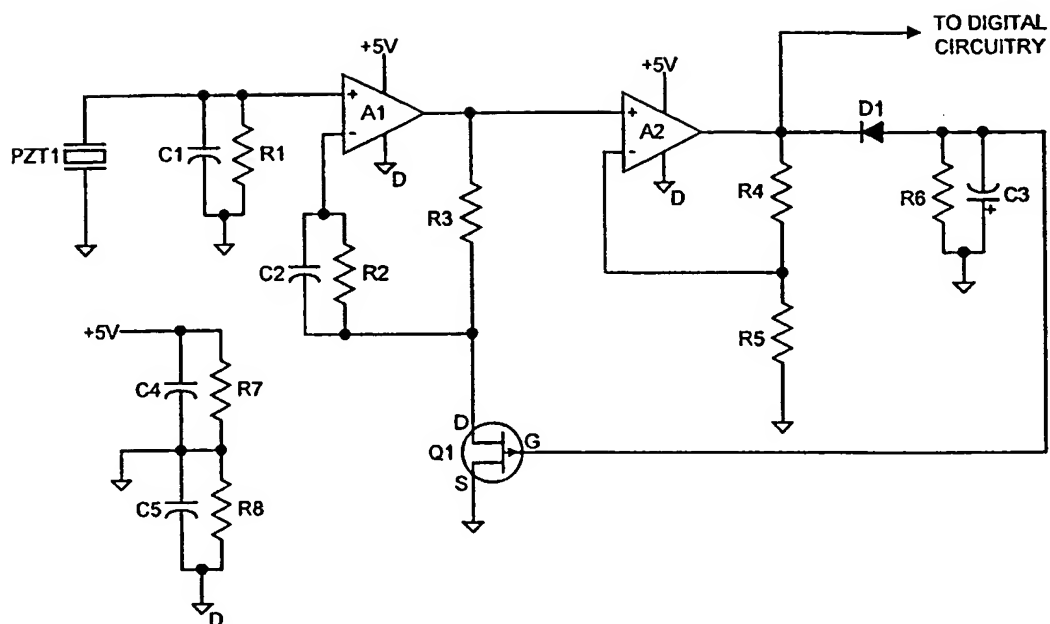 TO DIGITAL
CIRCUITRY
+5V
+5V
+
A1
-
D
+
A2
-
D
D1
PZT1
C1
R1
R3
R4
R6
C3
+
C2
R2
R5
+5V
C4
R7
D
Q1
G
S
C5
R8
D